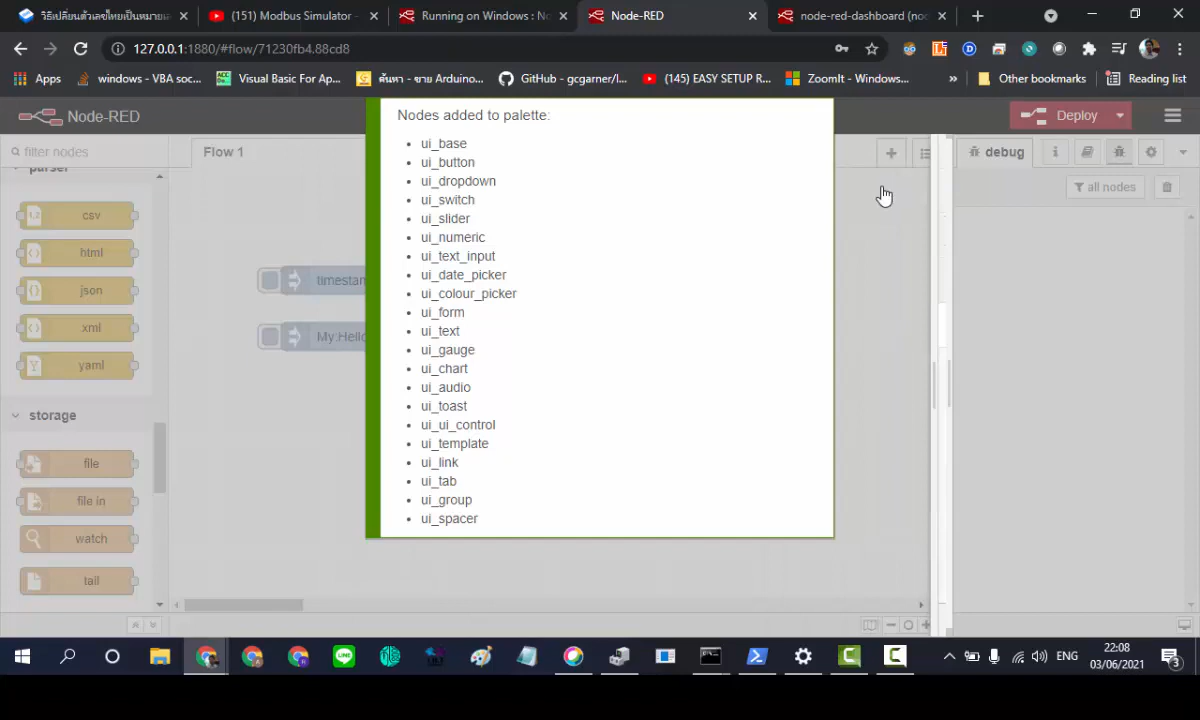 วิธีเปลี่ยนตัวเลขไทยเป็นหมายเล
(151) Modbus Simulator -
Running on Windows : No
Node-RED
node-red-dashboard (nod
127.0.0.1:1880/#flow/71230fb4.88cd8
Apps
windows - VBA soc...
Visual Basic For Ap...
ค้นหา - ขาย Arduino...
GitHub - gcgarner/I...
(145) EASY SETUP R...
ZoomIt - Windows...
»
Other bookmarks
Reading list
Node-RED
Nodes added to palette:
Deploy
filter nodes
Flow 1
debug
all nodes
parser
csv
html
json
xml
yaml
storage
file
file in
watch
tail
timestam
My:Hello
ui_base
ui_button
ui_dropdown
ui_switch
ui_slider
ui_numeric
ui_text_input
ui_date_picker
ui_colour_picker
ui_form
ui_text
ui_gauge
ui_chart
ui_audio
ui_toast
ui_ui_control
ui_template
ui_link
ui_tab
ui_group
ui_spacer
LINE
ENG
22:08
03/06/2021
3